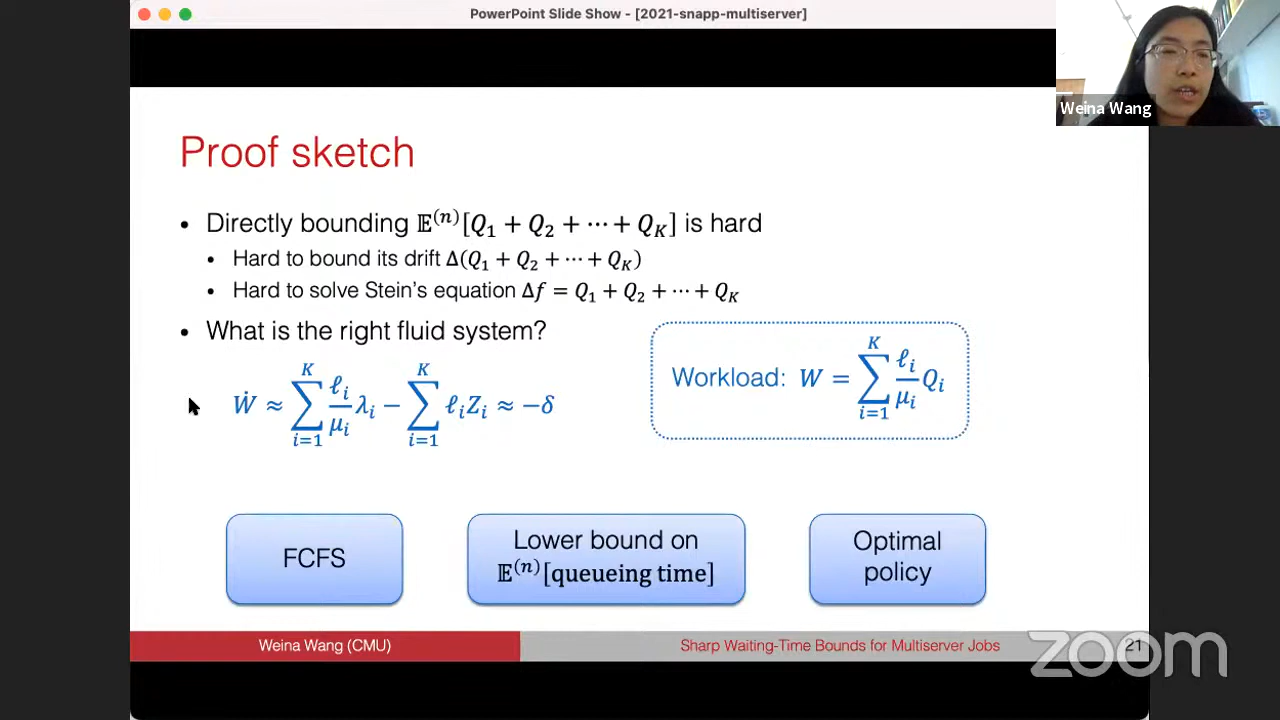 PowerPoint Slide Show - [2021-snapp-multiserver]
Weina Wang
Proof sketch
• Directly bounding 𝔼⁽ⁿ⁾[Q₁ + Q₂ + ⋯ + Q_K] is hard
• Hard to bound its drift Δ(Q₁ + Q₂ + ⋯ + Q_K)
• Hard to solve Stein's equation Δf = Q₁ + Q₂ + ⋯ + Q_K
• What is the right fluid system?
Workload: W = ∑_{i=1}^{K} (ℓ_i/μ_i) Q_i
Ẇ ≈ ∑_{i=1}^{K} (ℓ_i/μ_i) λ_i − ∑_{i=1}^{K} ℓ_i Z_i ≈ −δ
FCFS
Lower bound on
𝔼⁽ⁿ⁾[queueing time]
Optimal
policy
Weina Wang (CMU)
Sharp Waiting-Time Bounds for Multiserver Jobs
21
zoom